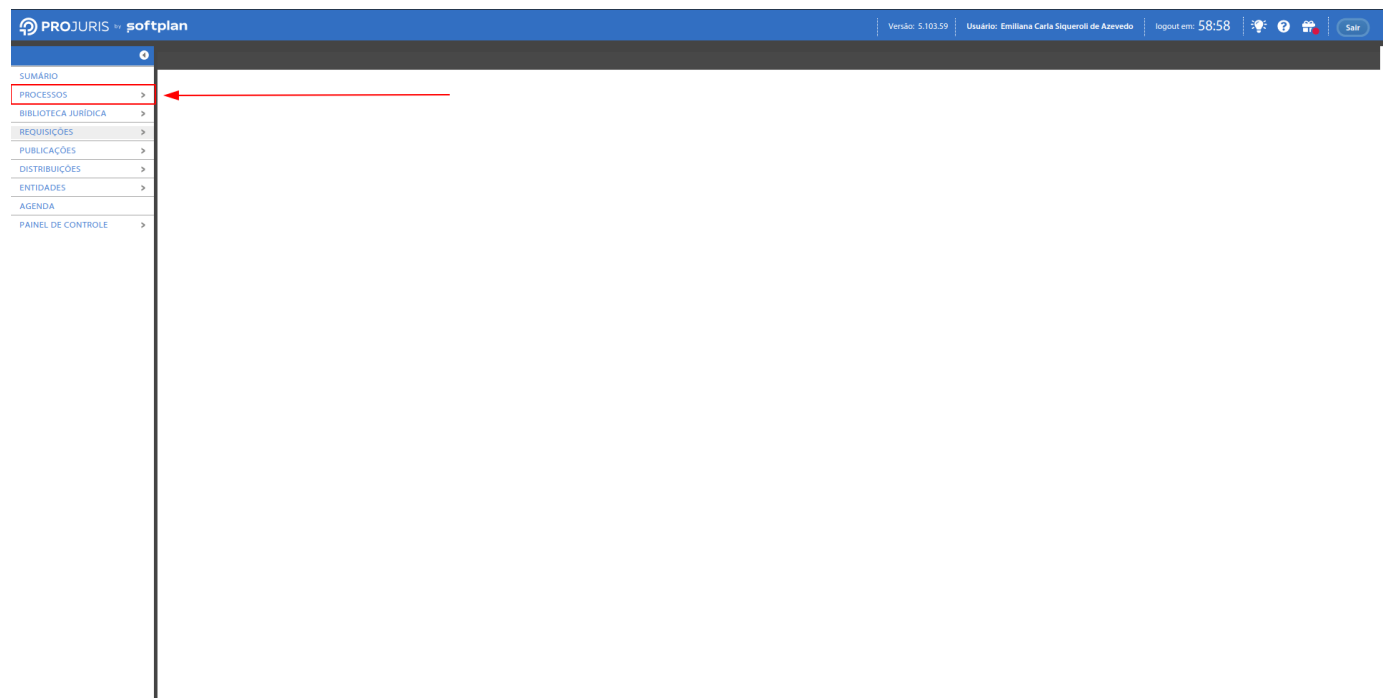 PROJURIS by softplan
Versão: 5.103.59 Usuário: Emiliana Carla Siqueroli de Azevedo logout em: 58:58 Sair
SUMÁRIO
PROCESSOS
BIBLIOTECA JURÍDICA
REQUISIÇÕES
PUBLICAÇÕES
DISTRIBUIÇÕES
ENTIDADES
AGENDA
PAINEL DE CONTROLE